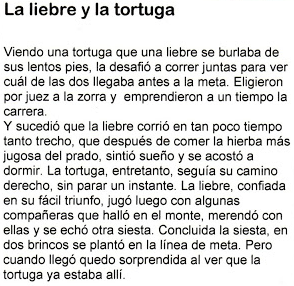 La liebre y la tortuga
Viendo una tortuga que una liebre se burlaba de
sus lentos pies, la desafió a correr juntas para ver
cuál de las dos llegaba antes a la meta. Eligieron
por juez a la zorra y emprendieron a un tiempo la
carrera.
Y sucedió que la liebre corrió en tan poco tiempo
tanto trecho, que después de comer la hierba más
jugosa del prado, sintió sueño y se acostó a
dormir. La tortuga, entretanto, seguía su camino
derecho, sin parar un instante. La liebre, confiada
en su fácil triunfo, jugó luego con algunas
compañeras que halló en el monte, merendó con
ellas y se echó otra siesta. Concluida la siesta, en
dos brincos se plantó en la línea de meta. Pero
cuando llegó quedo sorprendida al ver que la
tortuga ya estaba allí.